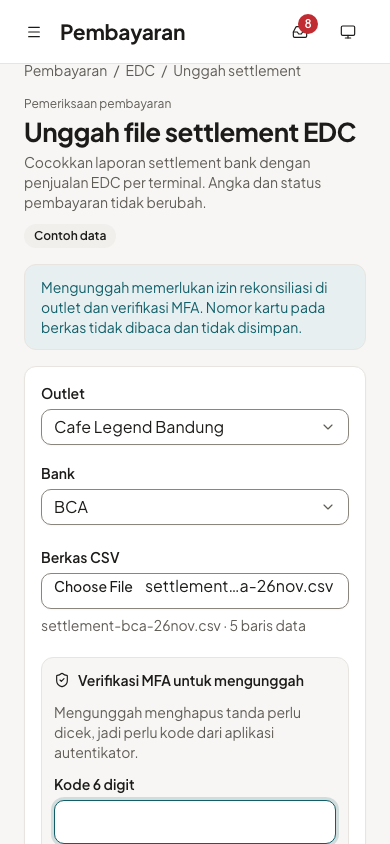 Pembayaran
8
Pembayaran / EDC / Unggah settlement
Pemeriksaan pembayaran
Unggah file settlement EDC
Cocokkan laporan settlement bank dengan
penjualan EDC per terminal. Angka dan status
pembayaran tidak berubah.
Contoh data
Mengunggah memerlukan izin rekonsiliasi di
outlet dan verifikasi MFA. Nomor kartu pada
berkas tidak dibaca dan tidak disimpan.
Outlet
Cafe Legend Bandung
Bank
BCA
Berkas CSV
Choose File settlement...a-26nov.csv
settlement-bca-26nov.csv · 5 baris data
Verifikasi MFA untuk mengunggah
Mengunggah menghapus tanda perlu
dicek, jadi perlu kode dari aplikasi
autentikator.
Kode 6 digit